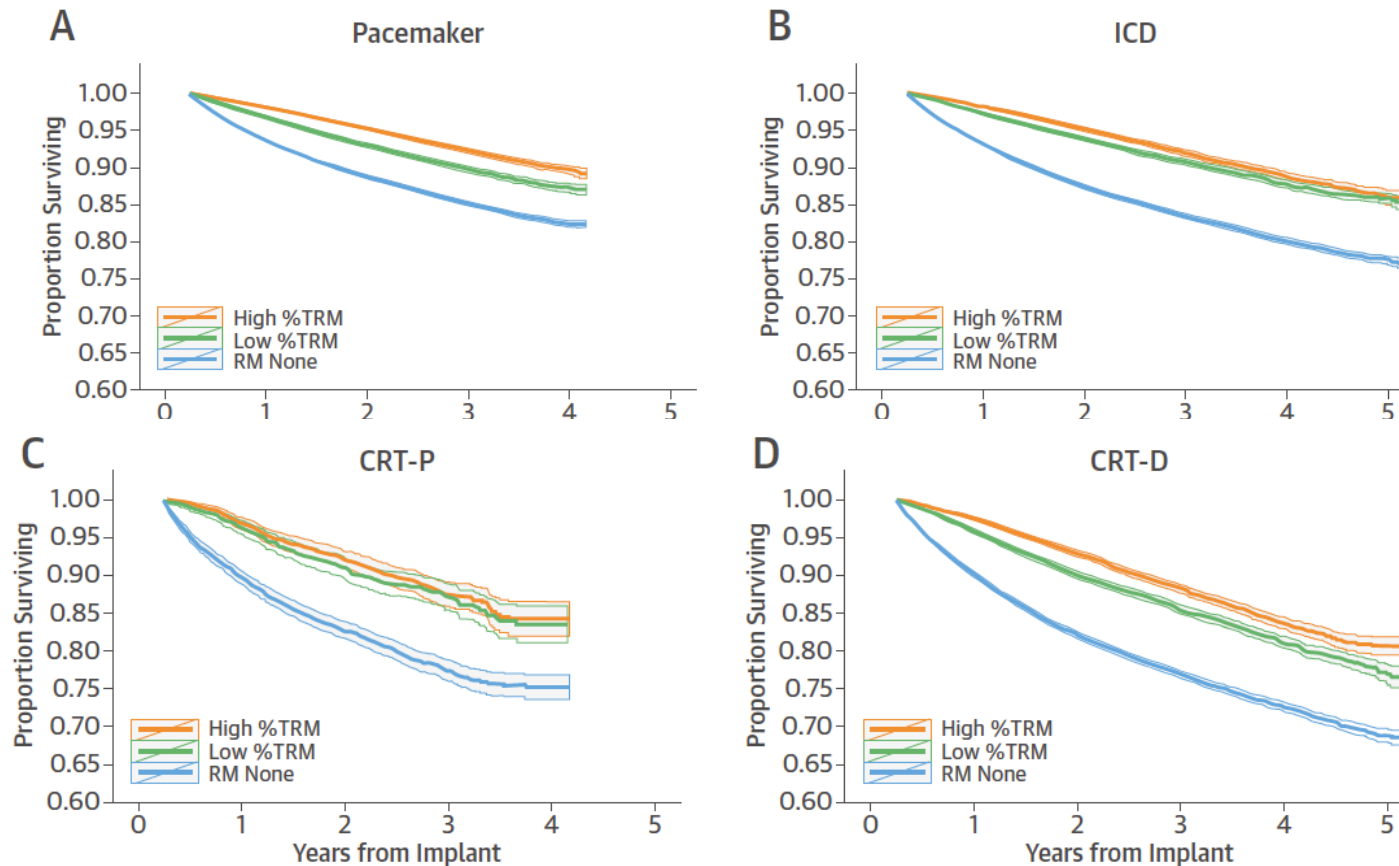 A
Pacemaker
Proportion Surviving
1.00
0.95
0.90
0.85
0.80
0.75
0.70
0.65
0.60
High %TRM
Low %TRM
RM None
0 1 2 3 4 5
B
ICD
Proportion Surviving
1.00
0.95
0.90
0.85
0.80
0.75
0.70
0.65
0.60
High %TRM
Low %TRM
RM None
0 1 2 3 4 5
C
CRT-P
Proportion Surviving
1.00
0.95
0.90
0.85
0.80
0.75
0.70
0.65
0.60
High %TRM
Low %TRM
RM None
0 1 2 3 4 5
Years from Implant
D
CRT-D
Proportion Surviving
1.00
0.95
0.90
0.85
0.80
0.75
0.70
0.65
0.60
High %TRM
Low %TRM
RM None
0 1 2 3 4 5
Years from Implant